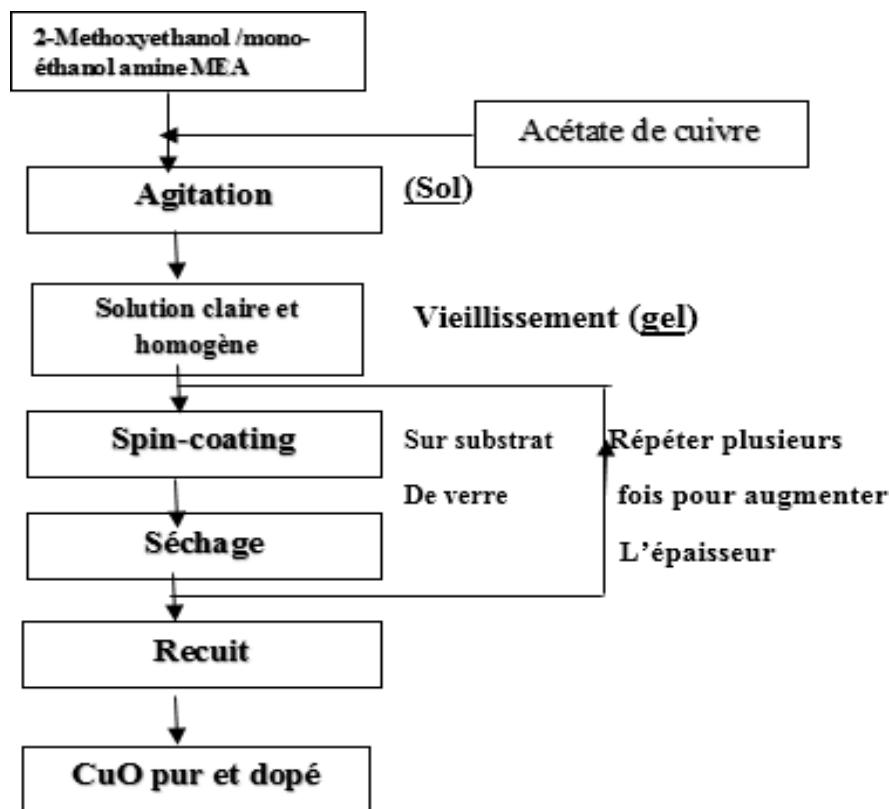 2-Methoxyethanol /mono-
éthanol amine MEA
Acétate de cuivre
Agitation
(Sol)
Solution claire et
homogène
Vieillissement (gel)
Spin-coating
Sur substrat
De verre
Répéter plusieurs
fois pour augmenter
L’épaisseur
Séchage
Recuit
CuO pur et dopé